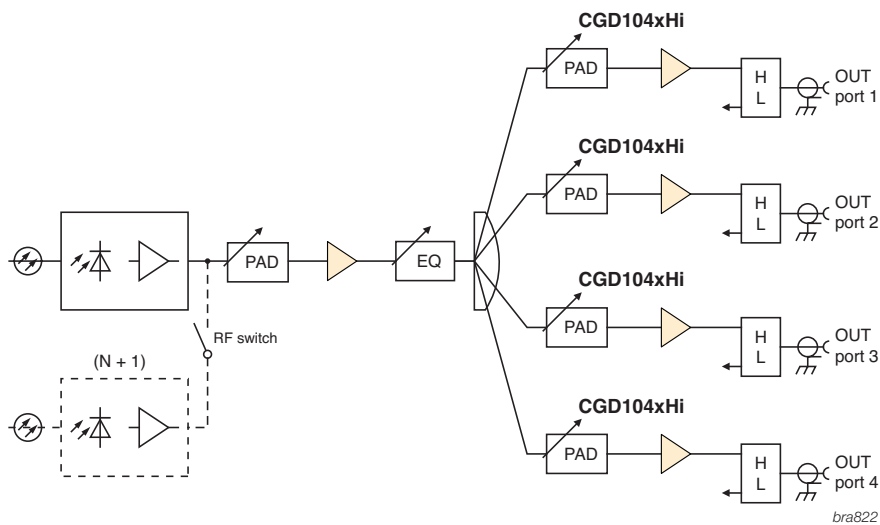 CGD104xHi
PAD
H
L
OUT
port 1
CGD104xHi
PAD
H
L
OUT
port 2
PAD
EQ
CGD104xHi
PAD
H
L
OUT
port 3
RF switch
(N + 1)
CGD104xHi
PAD
H
L
OUT
port 4
bra822